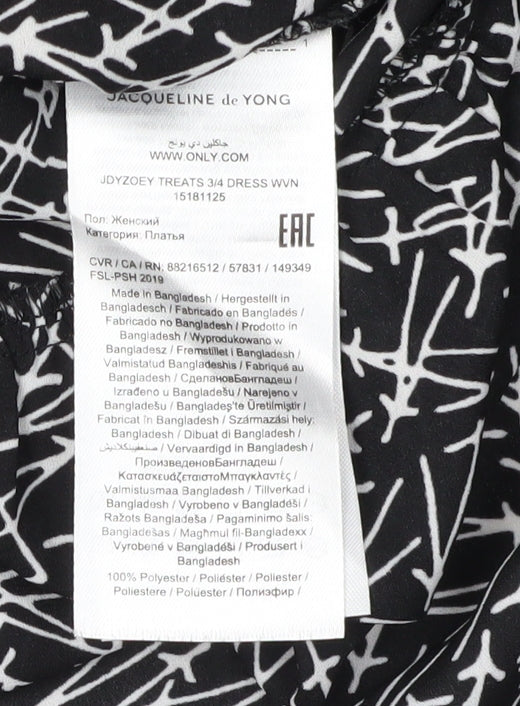 1
JACQUELINE de YONG
جاكلين دي يونج
WWW.ONLY.COM
JDYZOEY TREATS 3/4 DRESS WVN
15181125
Пол: Женский
Категория: Платья
EAC
CVR / CA / RN: 88216512 / 57831 / 149349
FSL-PSH 2019
Made in Bangladesh / Hergestellt in
Bangladesch / Fabricado en Bangladés /
Fabricado no Bangladesh / Prodotto in
Bangladesh / Wyprodukowano w
Bangladesz / Fremstillet i Bangladesh /
Valmistatud Bangladeshis / Fabriqué au
Bangladesh / СделановБангладеш /
Izrađeno u Bangladešu / Narejeno v
Bangladešu / Bangladeş'te Üretilmiştir /
Fabricat în Bangladesh / Származási hely:
Bangladesh / Dibuat di Bangladesh /
/ Vervaardigd in Bangladesh /
ПроизведеновБангладеш /
ΚατασκευάζεταιστοΜπαγκλαντές /
Valmistusmaa Bangladesh / Tillverkad i
Bangladesh / Vyrobeno v Bangladéši /
Ražots Bangladeša / Pagaminimo šalis:
Bangladešas / Magħmul fil-Bangladexx /
Vyrobené v Bangladéši / Produsert i
Bangladesh
100% Polyester / Poliéster / Poliester /
Poliestere / Polüester / Полиэфир /